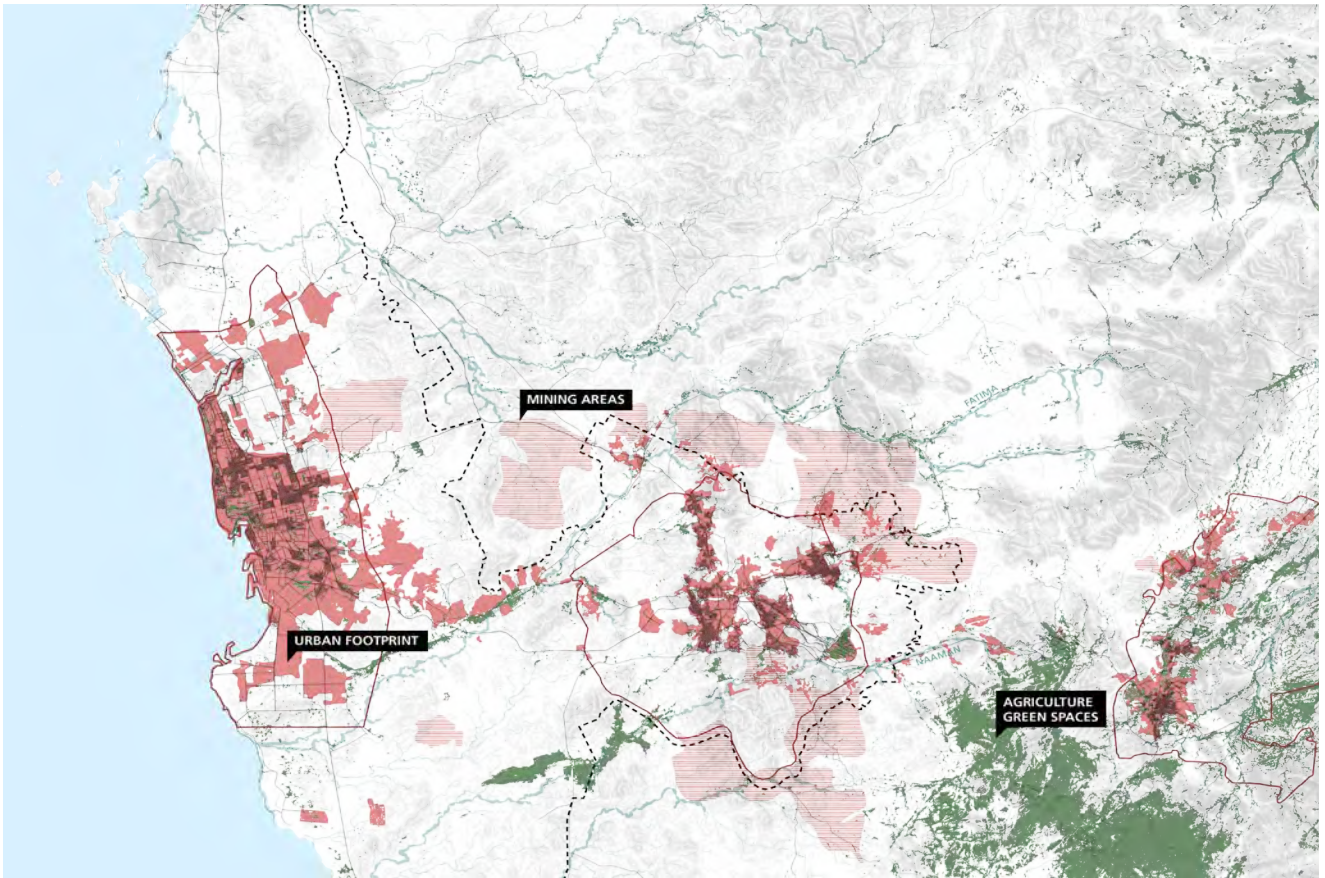 MINING AREAS
FATIMA
URBAN FOOTPRINT
NAAMAN
AGRICULTURE
GREEN SPACES